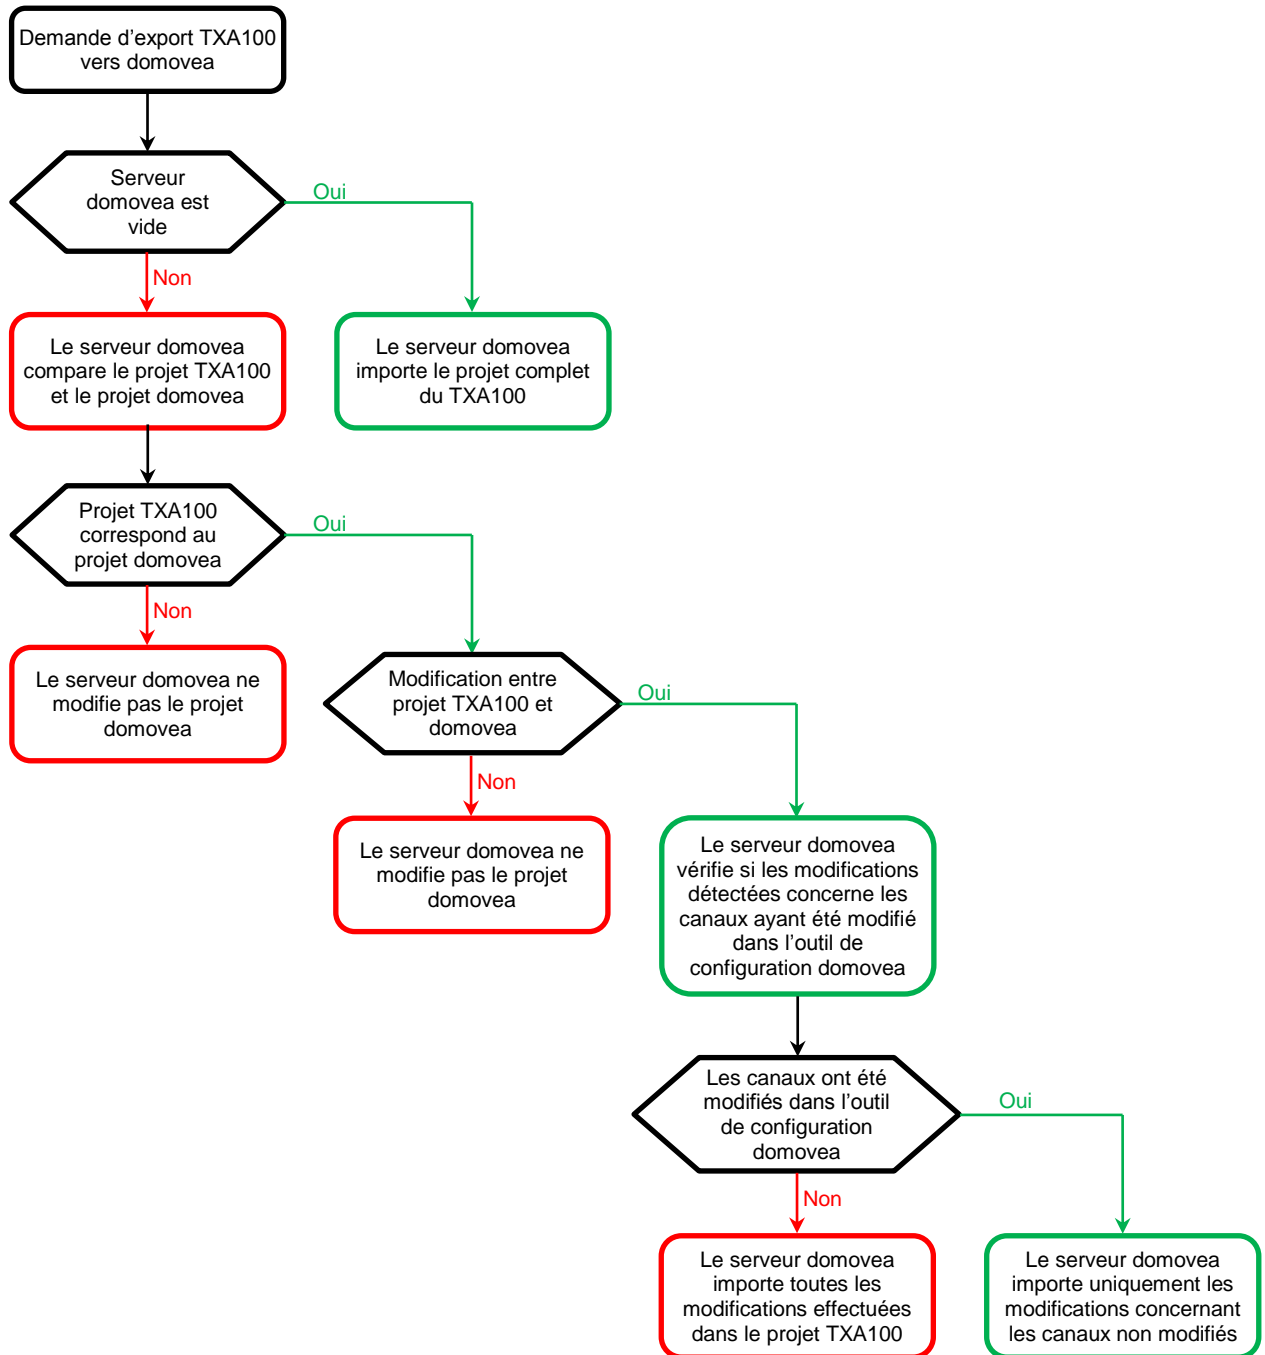 Demande d'export TXA100
vers domovea
Serveur
domovea est
vide
Oui
Non
Le serveur domovea
compare le projet TXA100
et le projet domovea
Le serveur domovea
importe le projet complet
du TXA100
Projet TXA100
correspond au
projet domovea
Oui
Non
Le serveur domovea ne
modifie pas le projet
domovea
Modification entre
projet TXA100 et
domovea
Oui
Non
Le serveur domovea ne
modifie pas le projet
domovea
Le serveur domovea
vérifie si les modifications
détectées concerne les
canaux ayant été modifié
dans l'outil de
configuration domovea
Les canaux ont été
modifiés dans l'outil
de configuration
domovea
Oui
Non
Le serveur domovea
importe toutes les
modifications effectuées
dans le projet TXA100
Le serveur domovea
importe uniquement les
modifications concernant
les canaux non modifiés